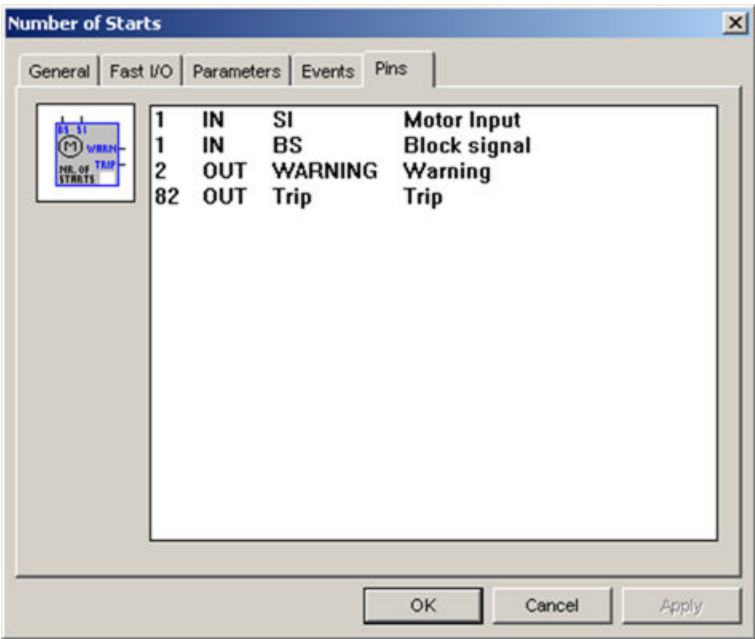 Number of Starts
General Fast I/O Parameters Events Pins
BS SI
M WARN
TRIP
NR. OF
STARTS
1 IN SI Motor Input
1 IN BS Block signal
2 OUT WARNING Warning
82 OUT Trip Trip
OK Cancel Apply